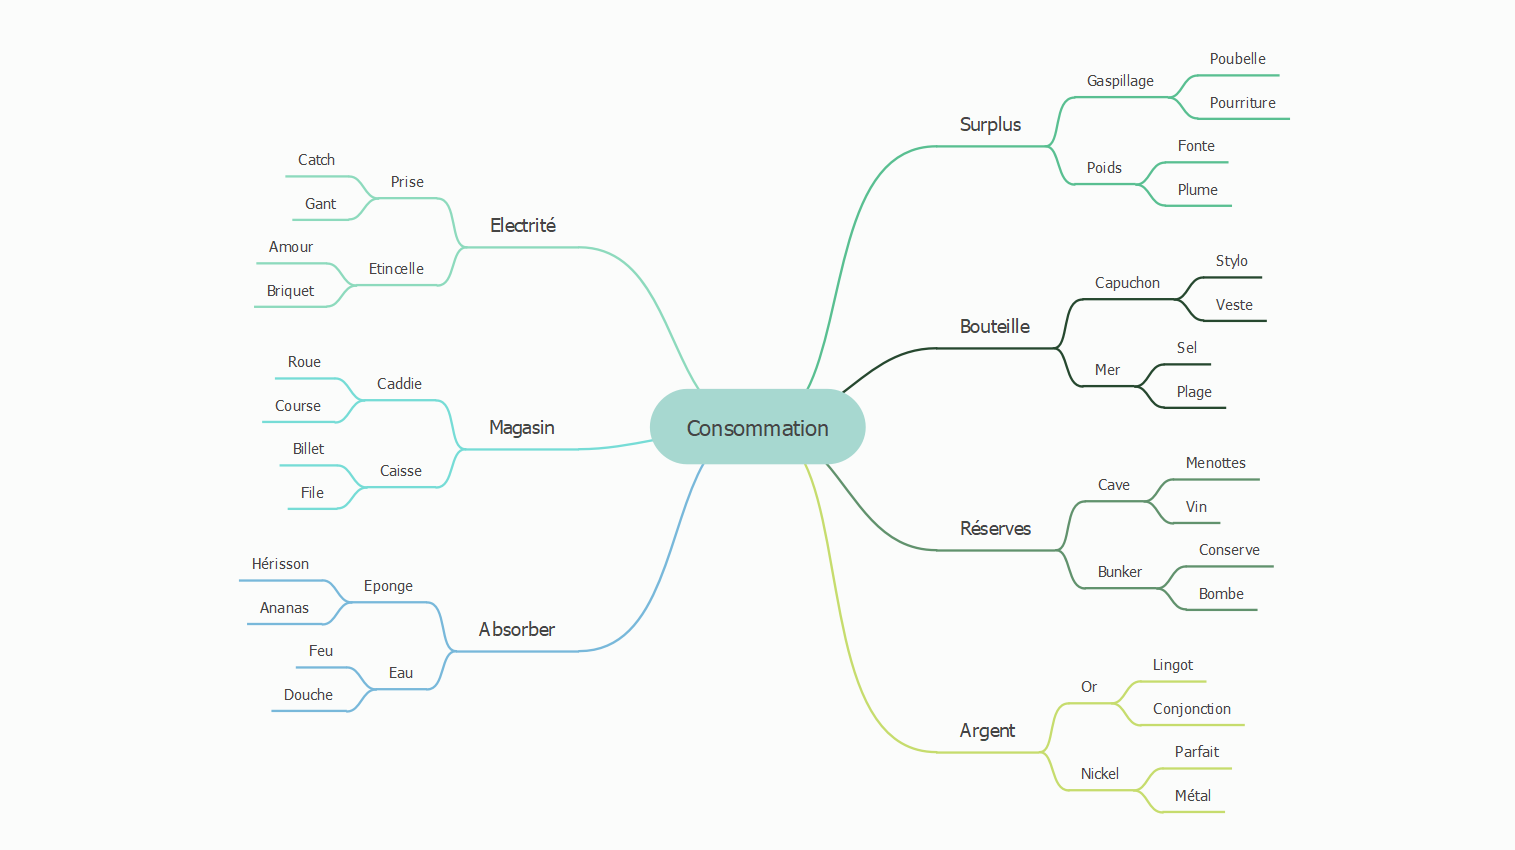 Consommation
Surplus
Gaspillage
Poubelle
Pourriture
Poids
Fonte
Plume
Bouteille
Capuchon
Stylo
Veste
Mer
Sel
Plage
Réserves
Cave
Menottes
Vin
Bunker
Conserve
Bombe
Argent
Or
Lingot
Conjonction
Nickel
Parfait
Métal
Electrité
Prise
Catch
Gant
Etincelle
Amour
Briquet
Magasin
Caddie
Roue
Course
Caisse
Billet
File
Absorber
Eponge
Hérisson
Ananas
Eau
Feu
Douche